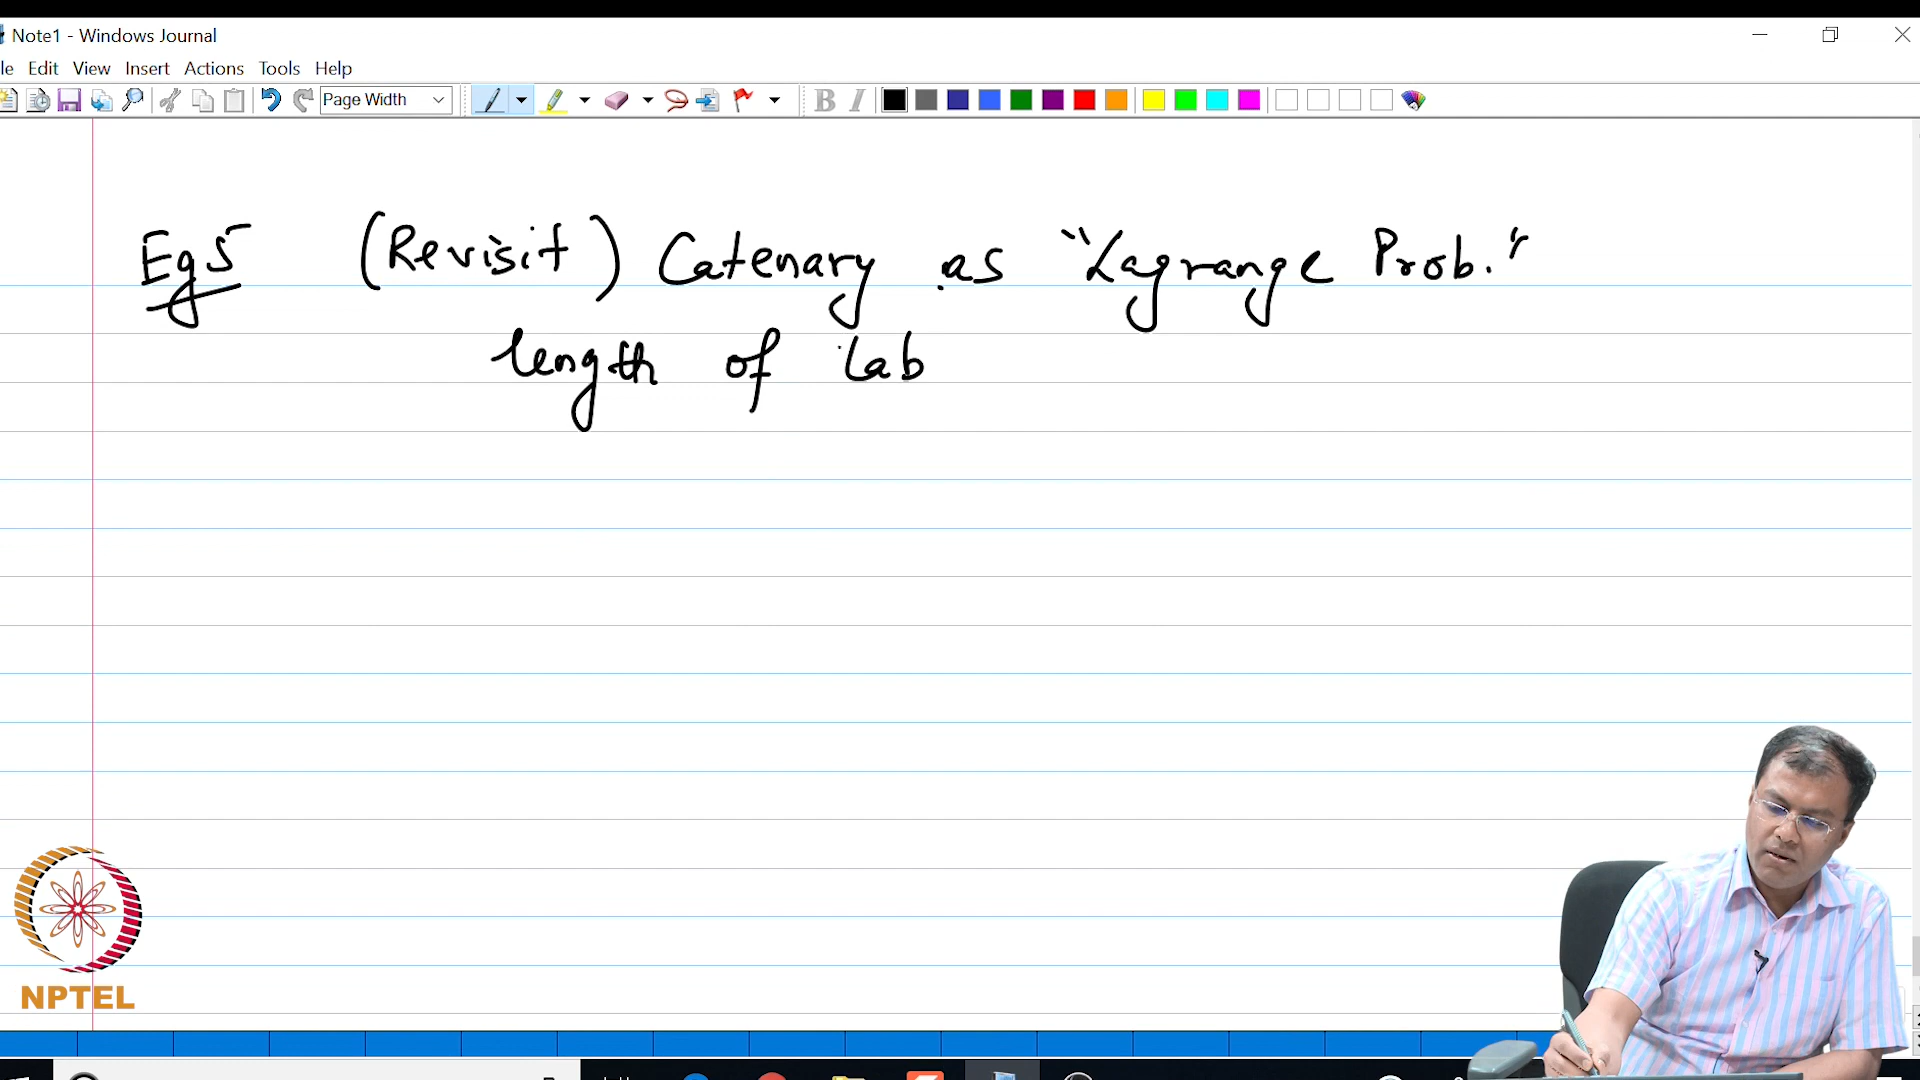 Note1 - Windows Journal
le Edit View Insert Actions Tools Help
Page Width B I
Eg 5 (Revisit) Catenary as "Lagrange Prob."
length of lab
NPTEL